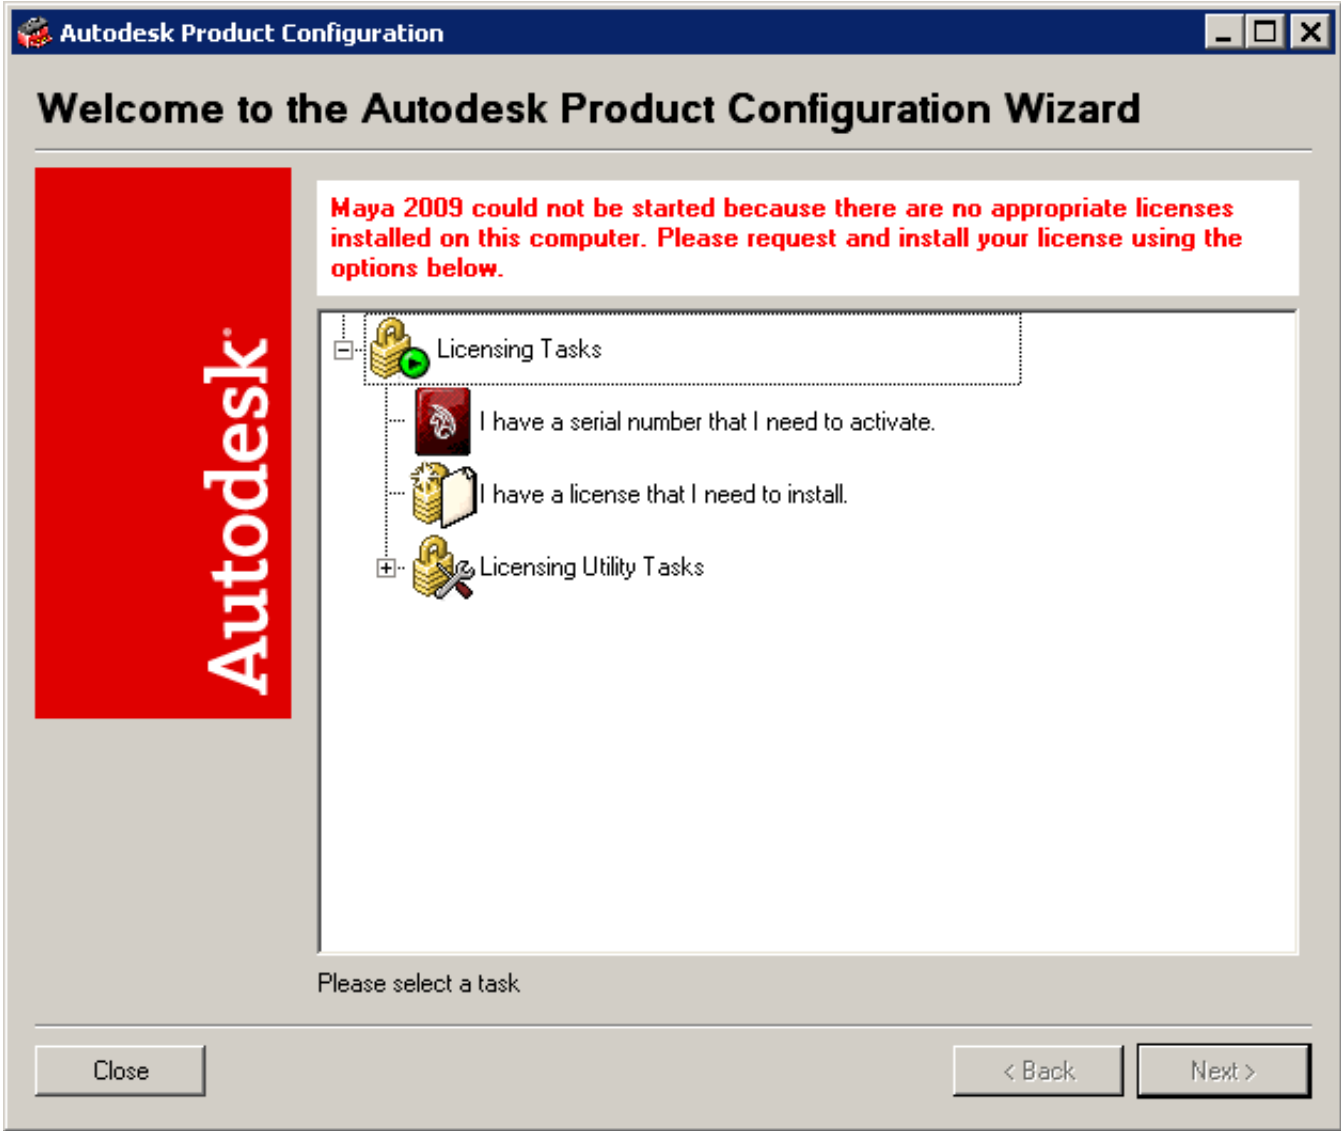 Autodesk Product Configuration
Welcome to the Autodesk Product Configuration Wizard
Autodesk
Maya 2009 could not be started because there are no appropriate licenses
installed on this computer. Please request and install your license using the
options below.
Licensing Tasks
I have a serial number that I need to activate.
I have a license that I need to install.
Licensing Utility Tasks
Please select a task
Close
< Back
Next >